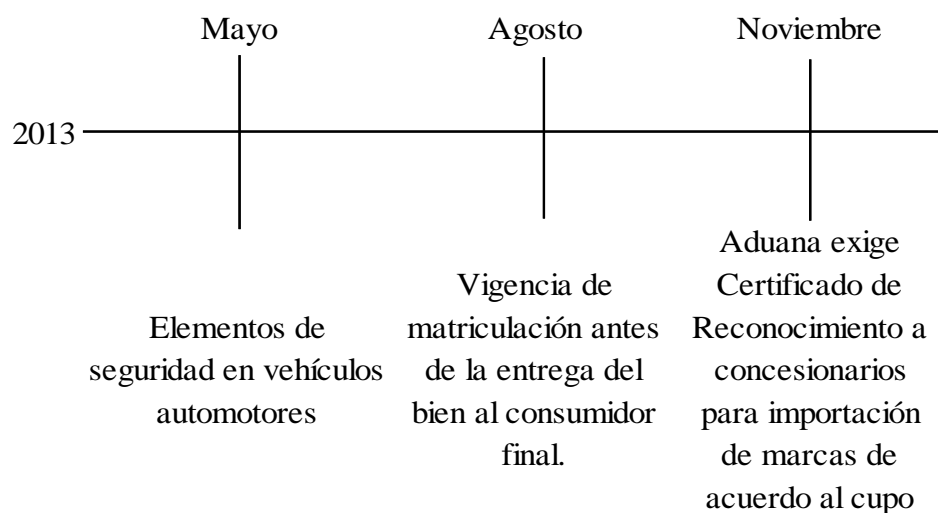 Mayo
Agosto
Noviembre
2013
Elementos de
seguridad en vehículos
automotores
Vigencia de
matriculación antes
de la entrega del
bien al consumidor
final.
Aduana exige
Certificado de
Reconocimiento a
concesionarios
para importación
de marcas de
acuerdo al cupo